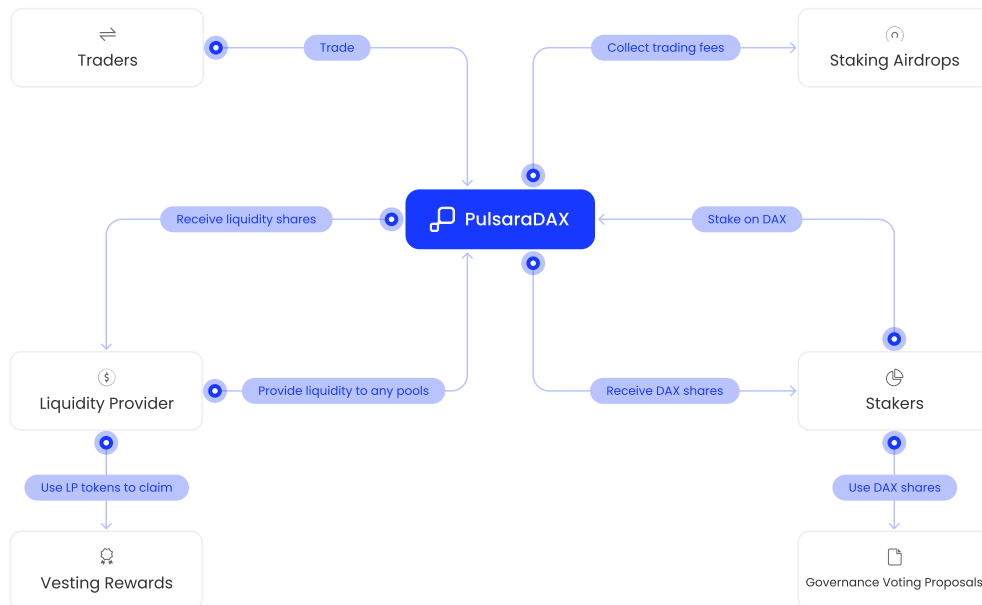 Traders
Trade
Collect trading fees
Staking Airdrops
Receive liquidity shares
PulsaraDAX
Stake on DAX
Liquidity Provider
Provide liquidity to any pools
Receive DAX shares
Stakers
Use LP tokens to claim
Use DAX shares
Vesting Rewards
Governance Voting Proposals